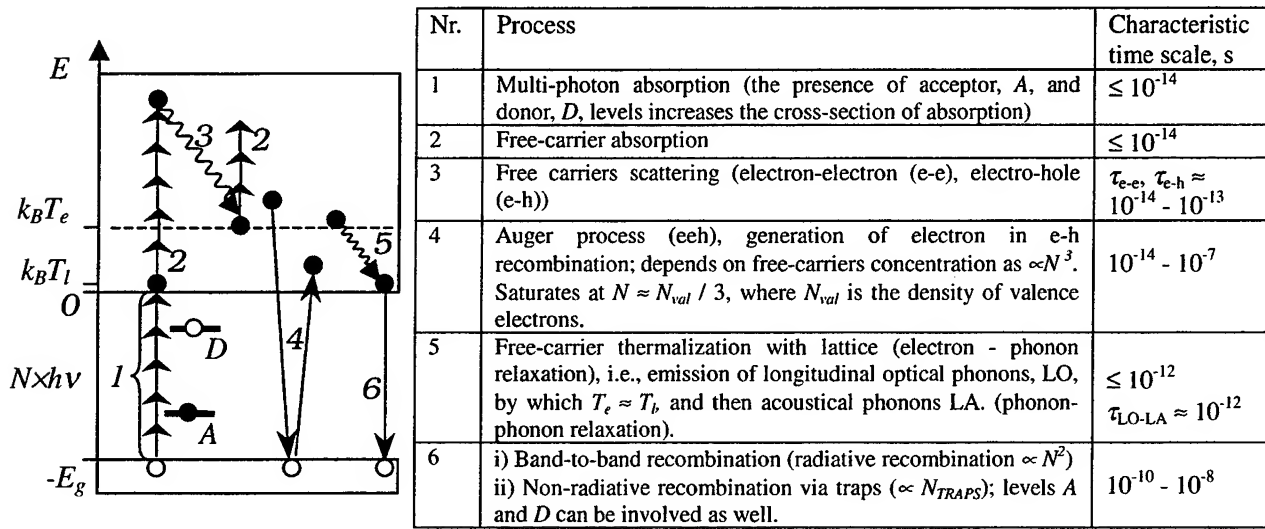 E
3
2
k_BT_e
5
k_BT_l
2
0
D
4
N×hν
1
6
A
-E_g
Nr.
Process
Characteristic
time scale, s
1
Multi-photon absorption (the presence of acceptor, A, and
donor, D, levels increases the cross-section of absorption)
≤ 10^-14
2
Free-carrier absorption
≤ 10^-14
3
Free carriers scattering (electron-electron (e-e), electro-hole
(e-h))
τ_e-e, τ_e-h ≈
10^-14 - 10^-13
4
Auger process (eeh), generation of electron in e-h
recombination; depends on free-carriers concentration as ∝N^3.
Saturates at N ≈ N_val / 3, where N_val is the density of valence
electrons.
10^-14 - 10^-7
5
Free-carrier thermalization with lattice (electron - phonon
relaxation), i.e., emission of longitudinal optical phonons, LO,
by which T_e ≈ T_l, and then acoustical phonons LA. (phonon-
phonon relaxation).
≤ 10^-12
τ_LO-LA ≈ 10^-12
6
i) Band-to-band recombination (radiative recombination ∝ N^2)
ii) Non-radiative recombination via traps (∝ N_TRAPS); levels A
and D can be involved as well.
10^-10 - 10^-8